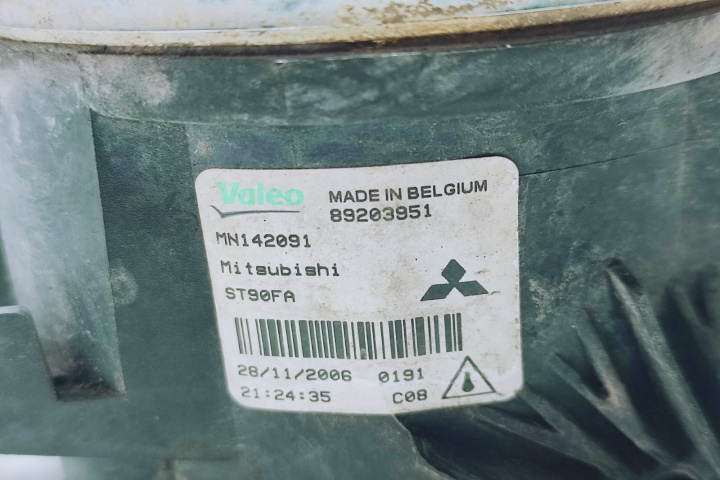 Valeo MADE IN BELGIUM
89203951
MN142091
Mitsubishi
ST90FA
28/11/2006 0191
21:24:35 C08